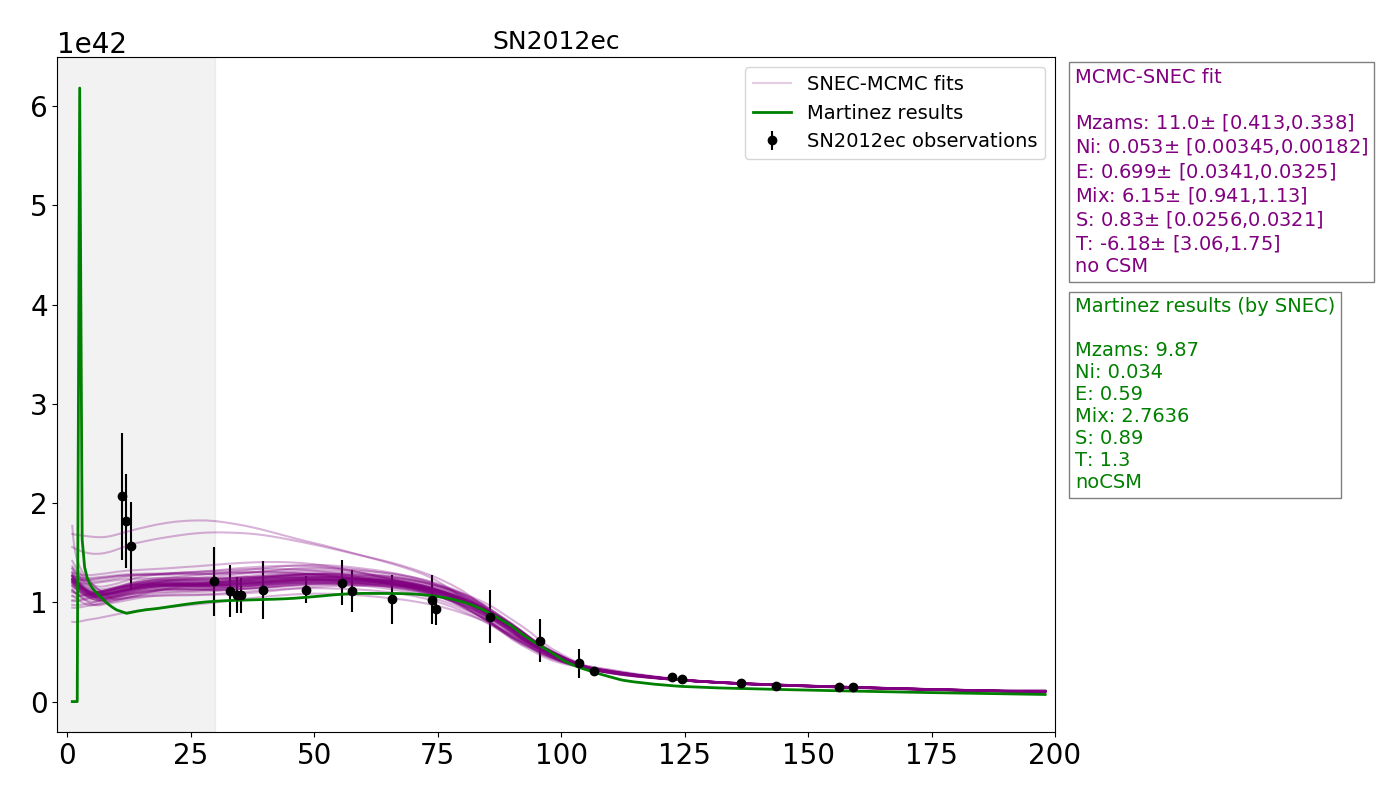 1e42
SN2012ec
SNEC-MCMC fits
Martinez results
SN2012ec observations
6
5
4
3
2
1
0
0 25 50 75 100 125 150 175 200
MCMC-SNEC fit
Mzams: 11.0± [0.413,0.338]
Ni: 0.053± [0.00345,0.00182]
E: 0.699± [0.0341,0.0325]
Mix: 6.15± [0.941,1.13]
S: 0.83± [0.0256,0.0321]
T: -6.18± [3.06,1.75]
no CSM
Martinez results (by SNEC)
Mzams: 9.87
Ni: 0.034
E: 0.59
Mix: 2.7636
S: 0.89
T: 1.3
noCSM